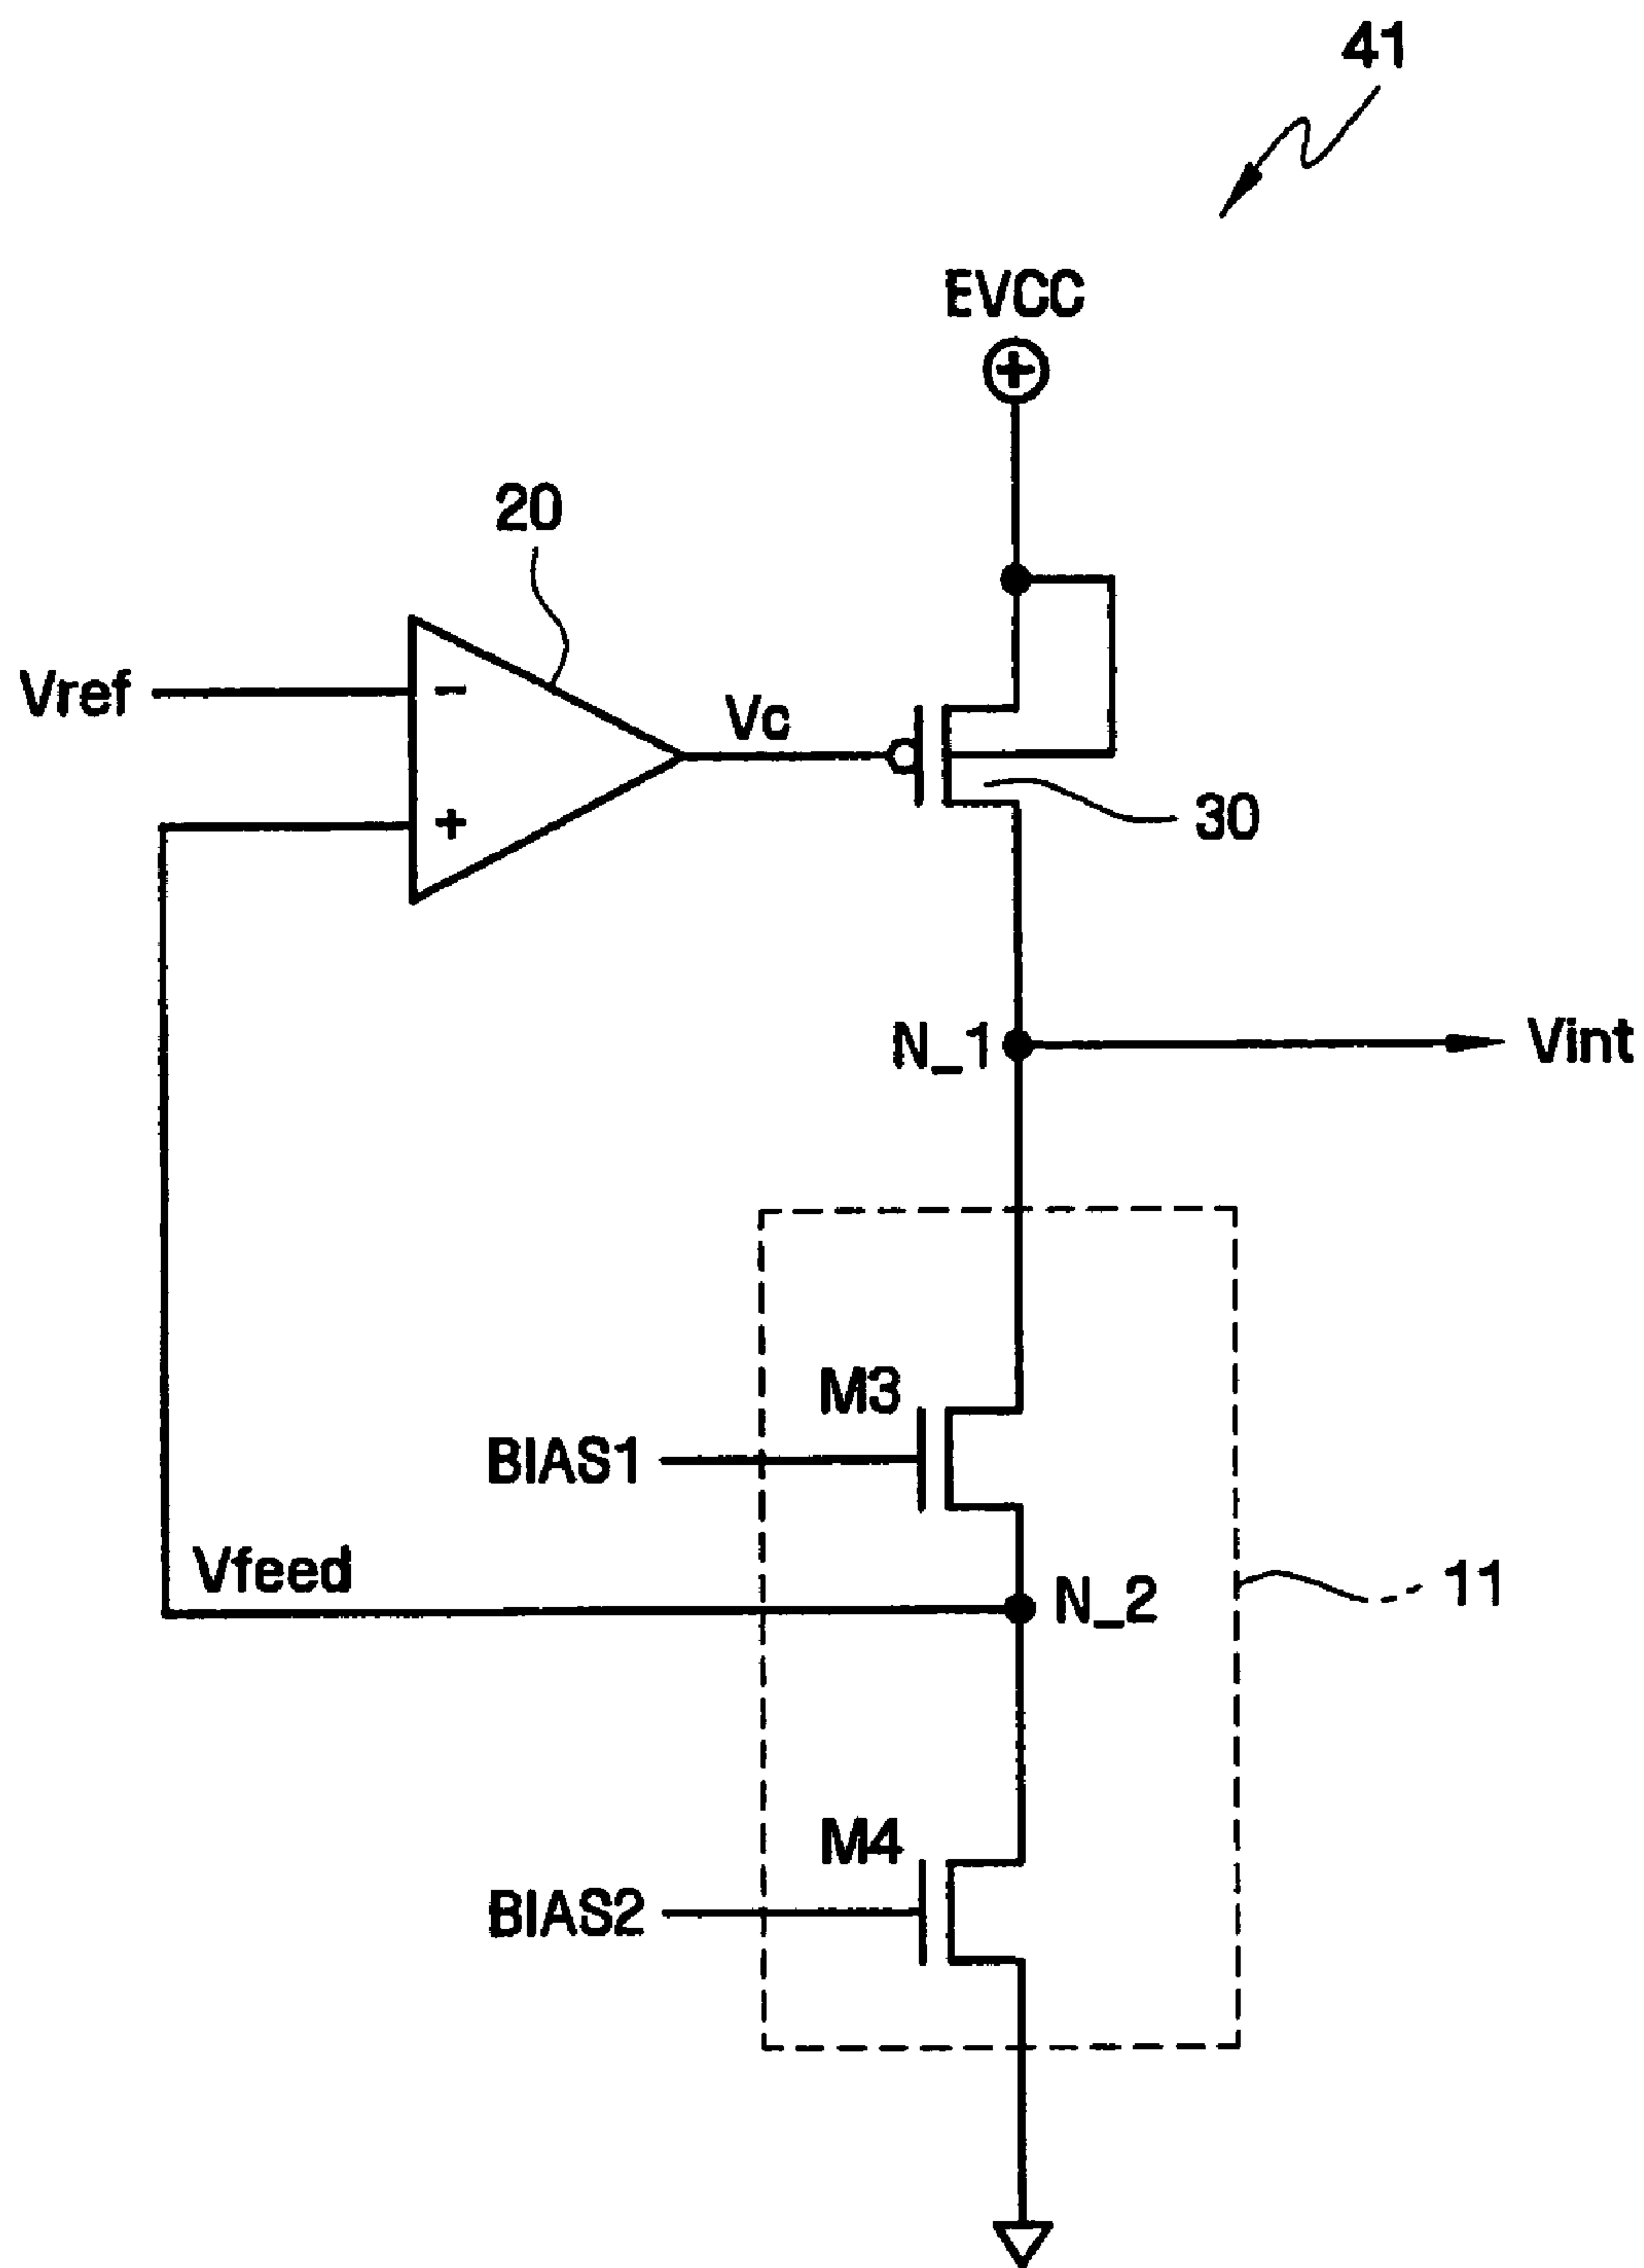 41
EVCC
20
Vref
-
Vc
+
30
N_1
Vint
M3
BIAS1
Vfeed
N_2
11
M4
BIAS2